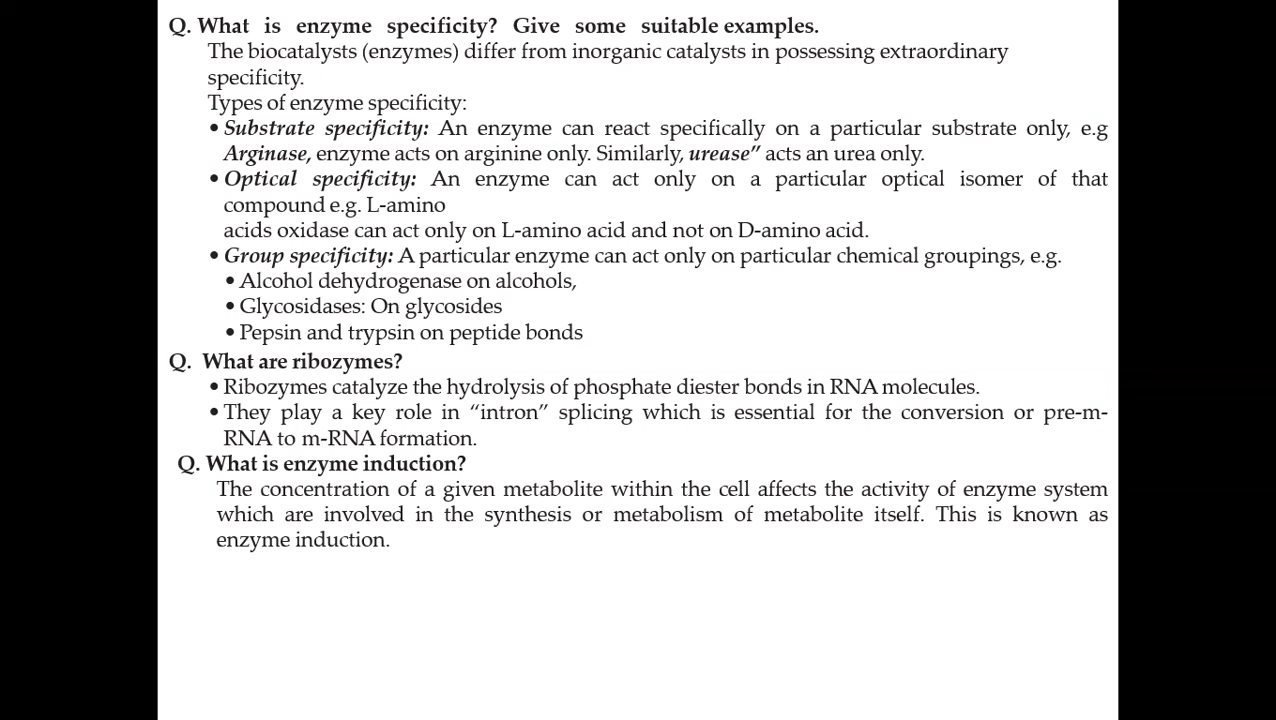 Q. What is enzyme specificity? Give some suitable examples.
The biocatalysts (enzymes) differ from inorganic catalysts in possessing extraordinary
specificity.
Types of enzyme specificity:
• Substrate specificity: An enzyme can react specifically on a particular substrate only, e.g
Arginase, enzyme acts on arginine only. Similarly, urease” acts an urea only.
• Optical specificity: An enzyme can act only on a particular optical isomer of that
compound e.g. L-amino
acids oxidase can act only on L-amino acid and not on D-amino acid.
• Group specificity: A particular enzyme can act only on particular chemical groupings, e.g.
• Alcohol dehydrogenase on alcohols,
• Glycosidases: On glycosides
• Pepsin and trypsin on peptide bonds
Q. What are ribozymes?
• Ribozymes catalyze the hydrolysis of phosphate diester bonds in RNA molecules.
• They play a key role in “intron” splicing which is essential for the conversion or pre-m-
RNA to m-RNA formation.
Q. What is enzyme induction?
The concentration of a given metabolite within the cell affects the activity of enzyme system
which are involved in the synthesis or metabolism of metabolite itself. This is known as
enzyme induction.